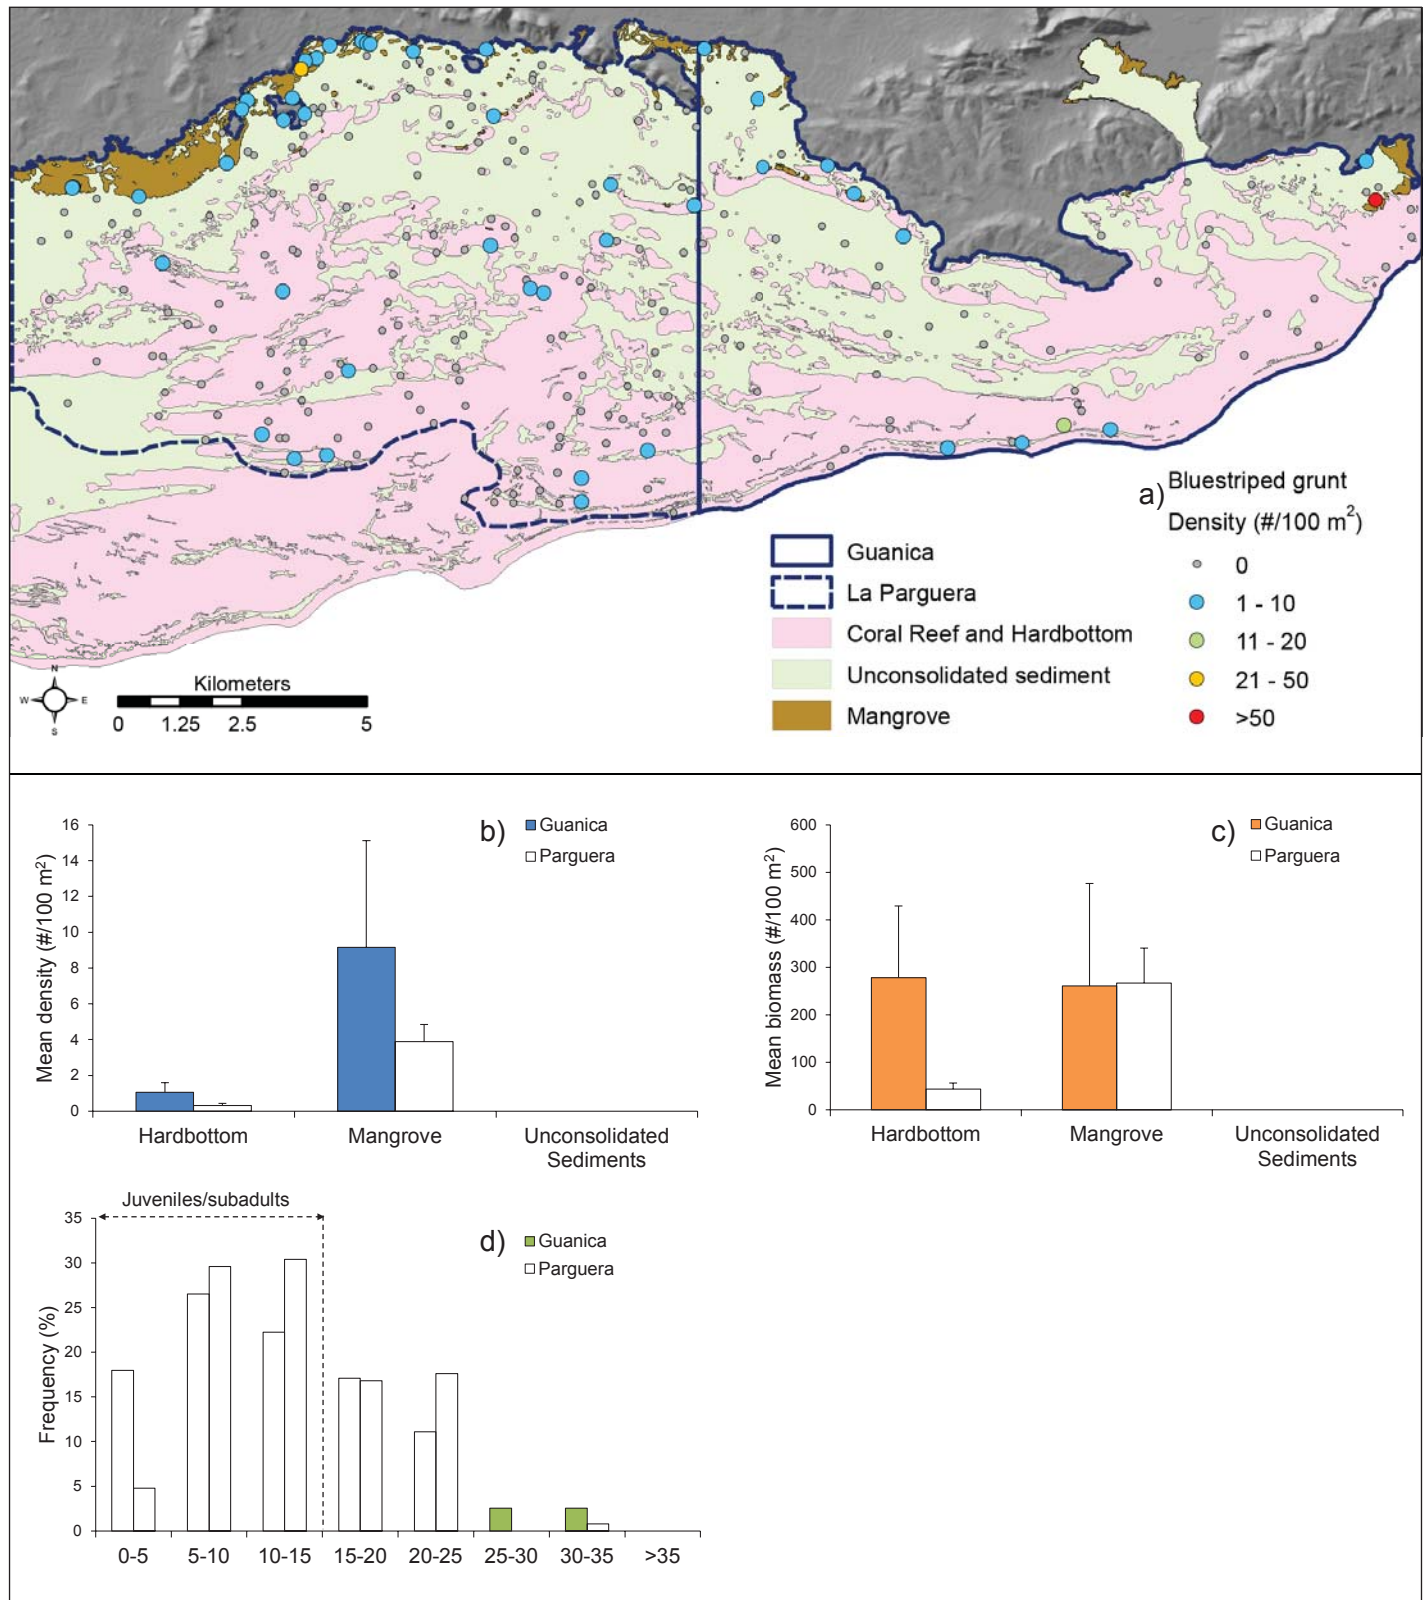 a) Bluestriped grunt
Density (#/100 m²)
0
1 - 10
11 - 20
21 - 50
>50
Guanica
La Parguera
Coral Reef and Hardbottom
Unconsolidated sediment
Mangrove
N
W E
S
Kilometers
0 1.25 2.5 5
b)
Guanica
Parguera
Mean density (#/100 m²)
16
14
12
10
8
6
4
2
0
Hardbottom Mangrove Unconsolidated
Sediments
c)
Guanica
Parguera
Mean biomass (#/100 m²)
600
500
400
300
200
100
0
Hardbottom Mangrove Unconsolidated
Sediments
Juveniles/subadults
d)
Guanica
Parguera
Frequency (%)
35
30
25
20
15
10
5
0
0-5 5-10 10-15 15-20 20-25 25-30 30-35 >35